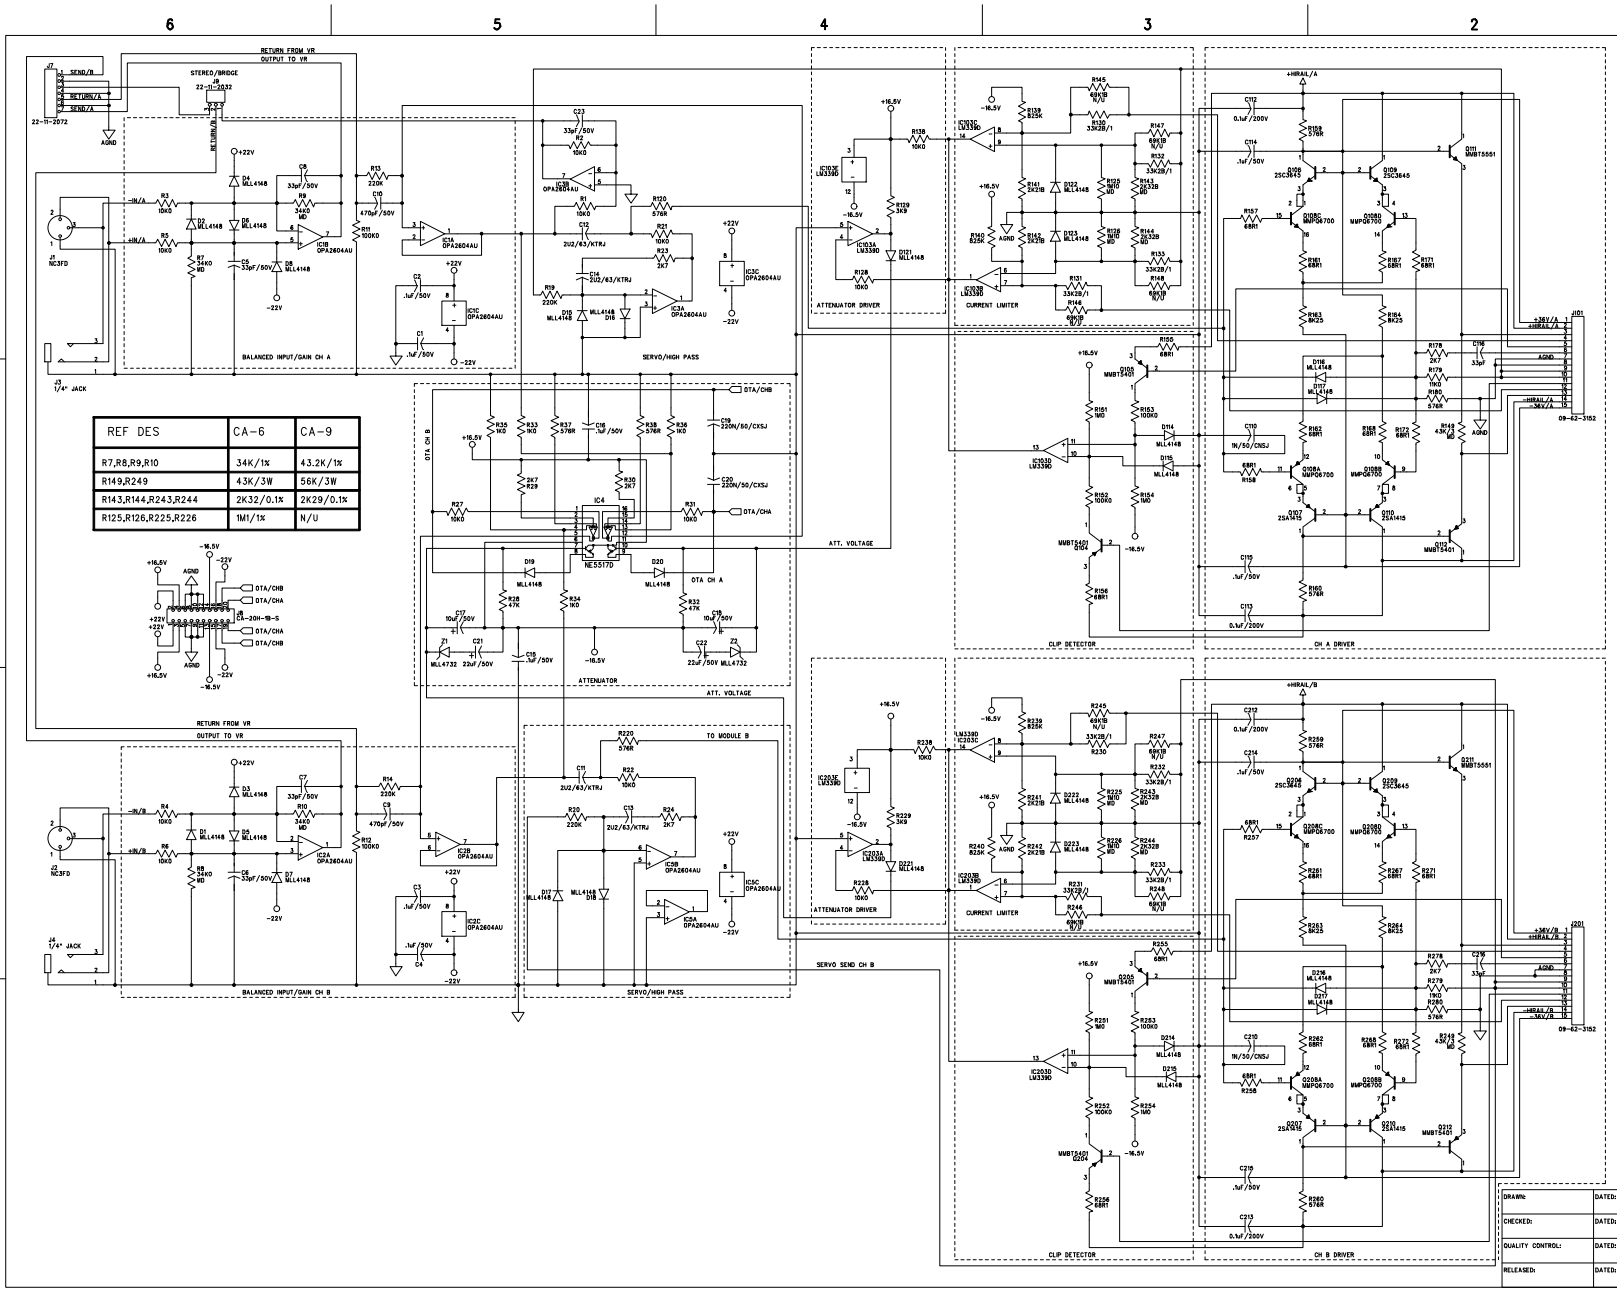 6 5 4 3 2
RETURN FROM VR
OUTPUT TO VR
J7
SEND/B
RETURN/A
SEND/A
22-11-2072
AGND
STEREO/BRIDGE
J9
22-11-2032
RETURN/B
+22V
D4
MLL4148
C8
33pF/50V
R9
34K0
MD
R3
10K0
-IN/A
+IN/A
R5
10K0
D2
MLL4148
D6
MLL4148
R7
34K0
MD
C5
33pF/50V
D8
MLL4148
-22V
IC1B
OPA2604AU
J1
NC3FD
J3
1/4" JACK
BALANCED INPUT/GAIN CH A
R13
220K
C10
470pF/50V
R11
100K0
IC1A
OPA2604AU
C2
.1uF/50V
C1
.1uF/50V
+22V
IC1C
OPA2604AU
-22V
C23
33pF/50V
R2
10K0
IC3B
OPA2604AU
R1
10K0
C12
2U2/63/KTRJ
R120
576R
R21
10K0
R23
2K7
C14
2U2/63/KTRJ
R19
220K
D15
MLL4148
MLL4148
D16
IC3A
OPA2604AU
+22V
IC3C
OPA2604AU
-22V
SERVO/HIGH PASS
+16.5V
R138
10K0
IC103E
LM339D
-16.5V
R129
3K9
IC103A
LM339D
D121
MLL4148
R128
10K0
ATTENUATOR DRIVER
-16.5V
IC103C
LM339D
R139
825K
R145
69K1B
N/U
R130
33K2B/1
R147
69K1B
N/U
R132
33K2B/1
+16.5V
R141
2K21B
D122
MLL4148
R125
1M10
MD
R143
2K32B
MD
AGND
R140
825K
R142
2K21B
D123
MLL4148
R126
1M10
MD
R144
2K32B
MD
R133
33K2B/1
IC103B
LM339D
R131
33K2B/1
R148
69K1B
N/U
R146
69K1B
N/U
CURRENT LIMITER
R155
68R1
+16.5V
Q105
MMBT5401
R151
1M0
R153
100K0
D114
MLL4148
IC103D
LM339D
D115
MLL4148
R152
100K0
R154
1M0
MMBT5401
Q104
-16.5V
R156
68R1
CLIP DETECTOR
+HIRAIL/A
C112
0.1uF/200V
R159
576R
C114
.1uF/50V
Q106
2SC3645
Q109
2SC3645
Q111
MMBT5551
R157
68R1
Q108C
MMPQ6700
Q108D
MMPQ6700
R161
68R1
R167
68R1
R171
68R1
R163
8K25
R164
8K25
D116
MLL4148
D117
MLL4148
R178
2K7
C116
33pF
R179
11K0
R180
576R
AGND
J101
+36V/A
+HIRAIL/A
AGND
-HIRAIL/A
-36V/A
09-62-3152
C110
1N/50/CNSJ
R162
68R1
R168
68R1
R172
68R1
R149
43K/3
MD
68R1
R158
Q108A
MMPQ6700
Q108B
MMPQ6700
Q107
2SA1415
Q110
2SA1415
Q112
MMBT5401
C115
.1uF/50V
R160
576R
C113
0.1uF/200V
CH A DRIVER
REF DES CA-6 CA-9
R7,R8,R9,R10 34K/1% 43.2K/1%
R149,R249 43K/3W 56K/3W
R143,R144,R243,R244 2K32/0.1% 2K29/0.1%
R125,R126,R225,R226 1M1/1% N/U
OTA CH B
R35
1K0
R33
1K0
R37
576R
C16
.1uF/50V
R38
576R
R36
1K0
C19
220N/50/CXSJ
OTA/CHB
+16.5V
2K7
R29
R30
2K7
C20
220N/50/CXSJ
R27
10K0
IC4
R31
10K0
OTA/CHA
NE5517D
ATT. VOLTAGE
D19
MLL4148
D20
MLL4148
OTA CH A
R28
47K
R34
1K0
R32
47K
C17
10uF/50V
C18
10uF/50V
Z1
MLL4732
C21
22uF/50V
C15
.1uF/50V
-16.5V
C22
22uF/50V
Z2
MLL4732
ATTENUATOR
ATT. VOLTAGE
-16.5V
+16.5V
AGND
-22V
OTA/CHB
OTA/CHA
J8
CA-20H-1B-S
+22V
+22V
OTA/CHA
OTA/CHB
+16.5V
AGND
-16.5V
-22V
RETURN FROM VR
OUTPUT TO VR
+22V
D3
MLL4148
C7
33pF/50V
R10
34K0
MD
R4
10K0
-IN/B
+IN/B
R6
10K0
D1
MLL4148
D5
MLL4148
R8
34K0
MD
C6
33pF/50V
D7
MLL4148
-22V
IC2A
OPA2604AU
J2
NC3FD
J4
1/4" JACK
BALANCED INPUT/GAIN CH B
R14
220K
C9
470pF/50V
R12
100K0
IC2B
OPA2604AU
C3
.1uF/50V
+22V
IC2C
OPA2604AU
.1uF/50V
C4
-22V
R220
576R
TO MODULE B
C11
2U2/63/KTRJ
R22
10K0
R20
220K
C13
2U2/63/KTRJ
R24
2K7
D17
MLL4148
MLL4148
D18
IC5B
OPA2604AU
IC5A
OPA2604AU
+22V
IC5C
OPA2604AU
-22V
SERVO SEND CH B
SERVO/HIGH PASS
+16.5V
R238
10K0
IC203E
LM339D
-16.5V
R229
3K9
IC203A
LM339D
D221
MLL4148
R228
10K0
ATTENUATOR DRIVER
-16.5V
LM339D
IC203C
R239
825K
R245
69K1B
N/U
33K2B/1
R230
R247
69K1B
N/U
R232
33K2B/1
+16.5V
R241
2K21B
D222
MLL4148
R225
1M10
MD
R243
2K32B
MD
AGND
R240
825K
R242
2K21B
D223
MLL4148
R226
1M10
MD
R244
2K32B
MD
R233
33K2B/1
IC203B
LM339D
R231
33K2B/1
R248
69K1B
N/U
R246
69K1B
N/U
CURRENT LIMITER
R255
68R1
+16.5V
Q205
MMBT5401
R251
1M0
R253
100K0
D214
MLL4148
IC203D
LM339D
D215
MLL4148
R252
100K0
R254
1M0
MMBT5401
Q204
-16.5V
R256
68R1
CLIP DETECTOR
+HIRAIL/B
C212
0.1uF/200V
R259
576R
C214
.1uF/50V
Q206
2SC3645
Q209
2SC3645
Q211
MMBT5551
68R1
R257
Q208C
MMPQ6700
Q208D
MMPQ6700
R261
68R1
R267
68R1
R271
68R1
R263
8K25
R264
8K25
D216
MLL4148
D217
MLL4148
R278
2K7
C216
33pF
R279
11K0
R280
576R
AGND
J201
+36V/B
+HIRAIL/B
AGND
-HIRAIL/B
-36V/B
09-62-3152
C210
1N/50/CNSJ
R262
68R1
R268
68R1
R272
68R1
R249
43K/3
MD
68R1
R258
Q208A
MMPQ6700
Q208B
MMPQ6700
Q207
2SA1415
Q210
2SA1415
Q212
MMBT5401
C215
.1uF/50V
R260
576R
C213
0.1uF/200V
CH B DRIVER
DRAWN: DATED:
CHECKED: DATED:
QUALITY CONTROL: DATED:
RELEASED: DATED: